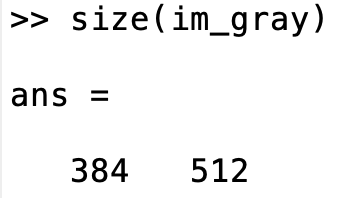 >> size(im_gray)
ans =
384 512